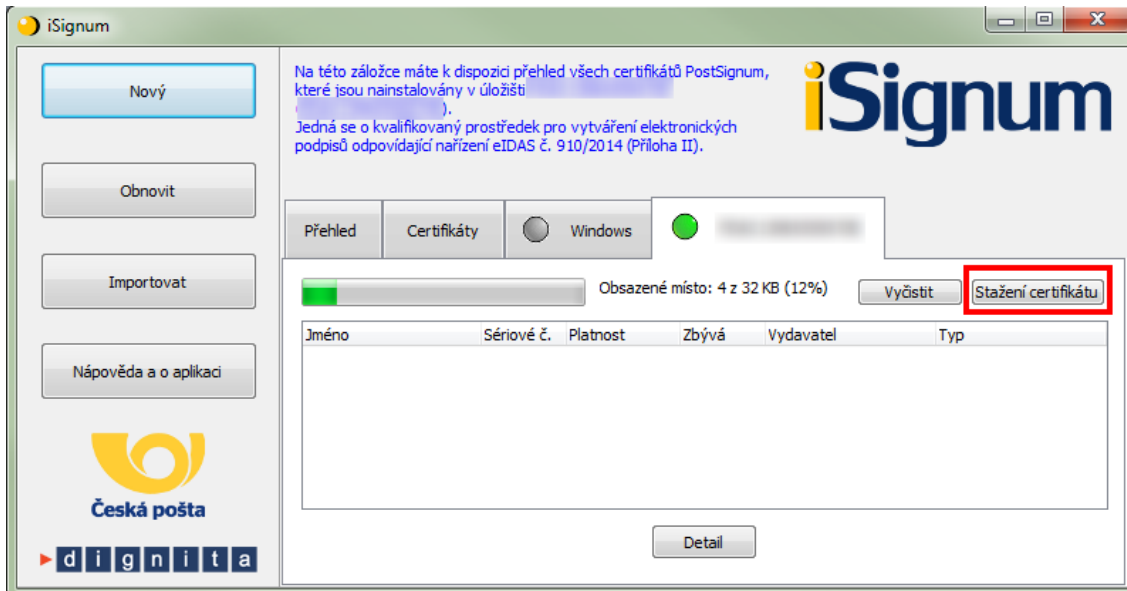 iSignum
Nový
Obnovit
Importovat
Nápověda a o aplikaci
Česká pošta
dignita
Na této záložce máte k dispozici přehled všech certifikátů PostSignum,
které jsou nainstalovány v úložišti
).
Jedná se o kvalifikovaný prostředek pro vytváření elektronických
podpisů odpovídající nařízení eIDAS č. 910/2014 (Příloha II).
iSignum
Přehled Certifikáty Windows
Obsazené místo: 4 z 32 KB (12%) Vyčistit Stažení certifikátu
Jméno Sériové č. Platnost Zbývá Vydavatel Typ
Detail